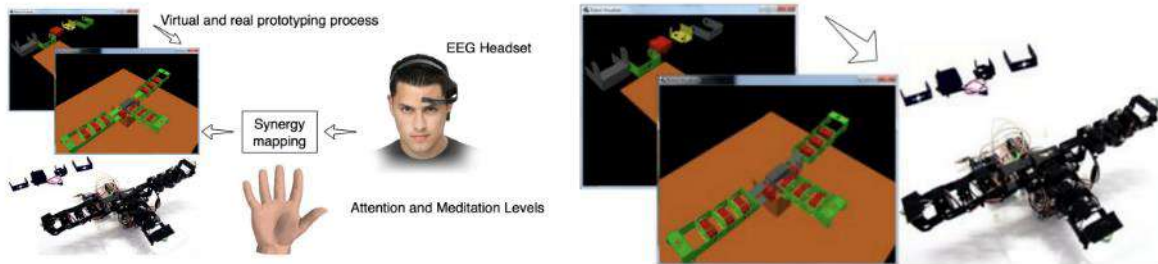 Virtual and real prototyping process
EEG Headset
Synergy
mapping
Attention and Meditation Levels